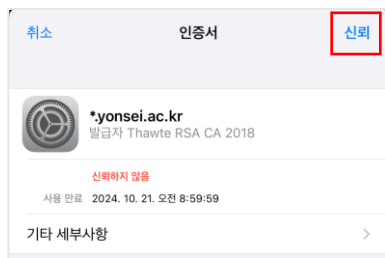 취소 인증서 신뢰
*.yonsei.ac.kr
발급자 Thawte RSA CA 2018
신뢰하지 않음
사용 만료 2024. 10. 21. 오전 8:59:59
기타 세부사항